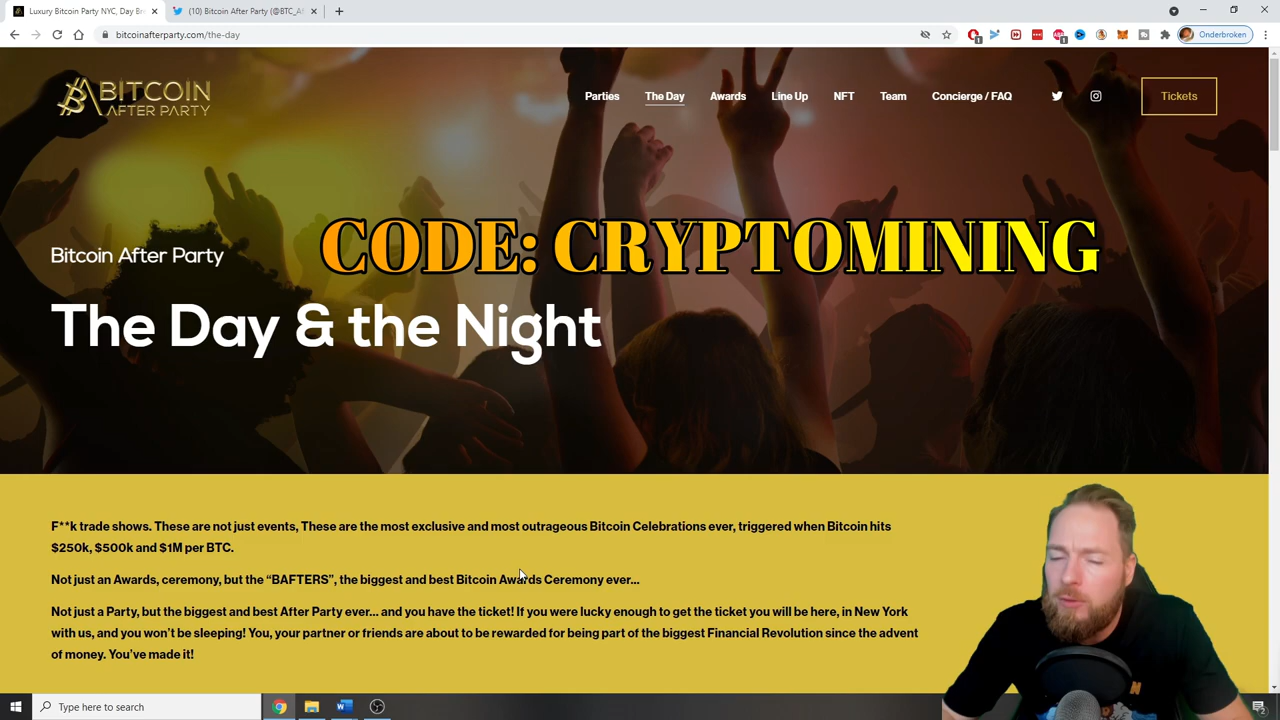 Luxury Bitcoin Party NYC, Day Bre
(10) Bitcoin After Party (@BTC_Af
bitcoinafterparty.com/the-day
Onderbroken
BITCOIN
AFTER PARTY
Parties
The Day
Awards
Line Up
NFT
Team
Concierge / FAQ
Tickets
CODE: CRYPTOMINING
Bitcoin After Party
The Day & the Night
F**k trade shows. These are not just events, These are the most exclusive and most outrageous Bitcoin Celebrations ever, triggered when Bitcoin hits
$250k, $500k and $1M per BTC.
Not just an Awards, ceremony, but the “BAFTERS”, the biggest and best Bitcoin Awards Ceremony ever...
Not just a Party, but the biggest and best After Party ever... and you have the ticket! If you were lucky enough to get the ticket you will be here, in New York
with us, and you won’t be sleeping! You, your partner or friends are about to be rewarded for being part of the biggest Financial Revolution since the advent
of money. You’ve made it!
Type here to search